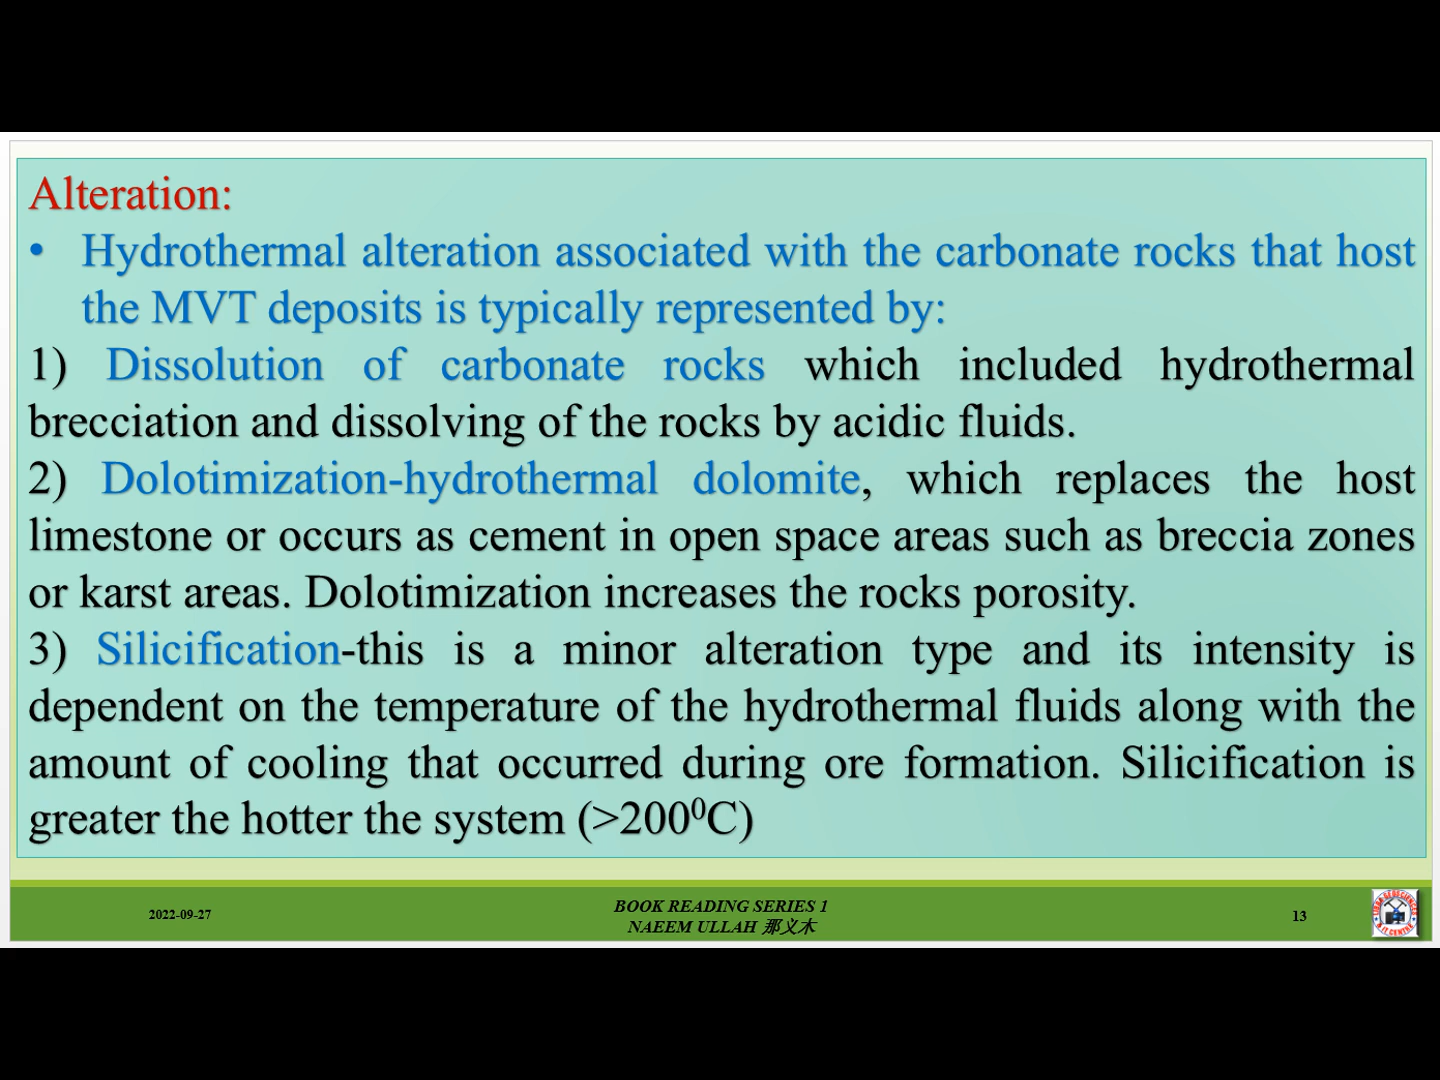 Alteration:
• Hydrothermal alteration associated with the carbonate rocks that host
the MVT deposits is typically represented by:
1) Dissolution of carbonate rocks which included hydrothermal
brecciation and dissolving of the rocks by acidic fluids.
2) Dolotimization-hydrothermal dolomite, which replaces the host
limestone or occurs as cement in open space areas such as breccia zones
or karst areas. Dolotimization increases the rocks porosity.
3) Silicification-this is a minor alteration type and its intensity is
dependent on the temperature of the hydrothermal fluids along with the
amount of cooling that occurred during ore formation. Silicification is
greater the hotter the system (>200⁰C)
2022-09-27
BOOK READING SERIES 1
NAEEM ULLAH 那义木
13